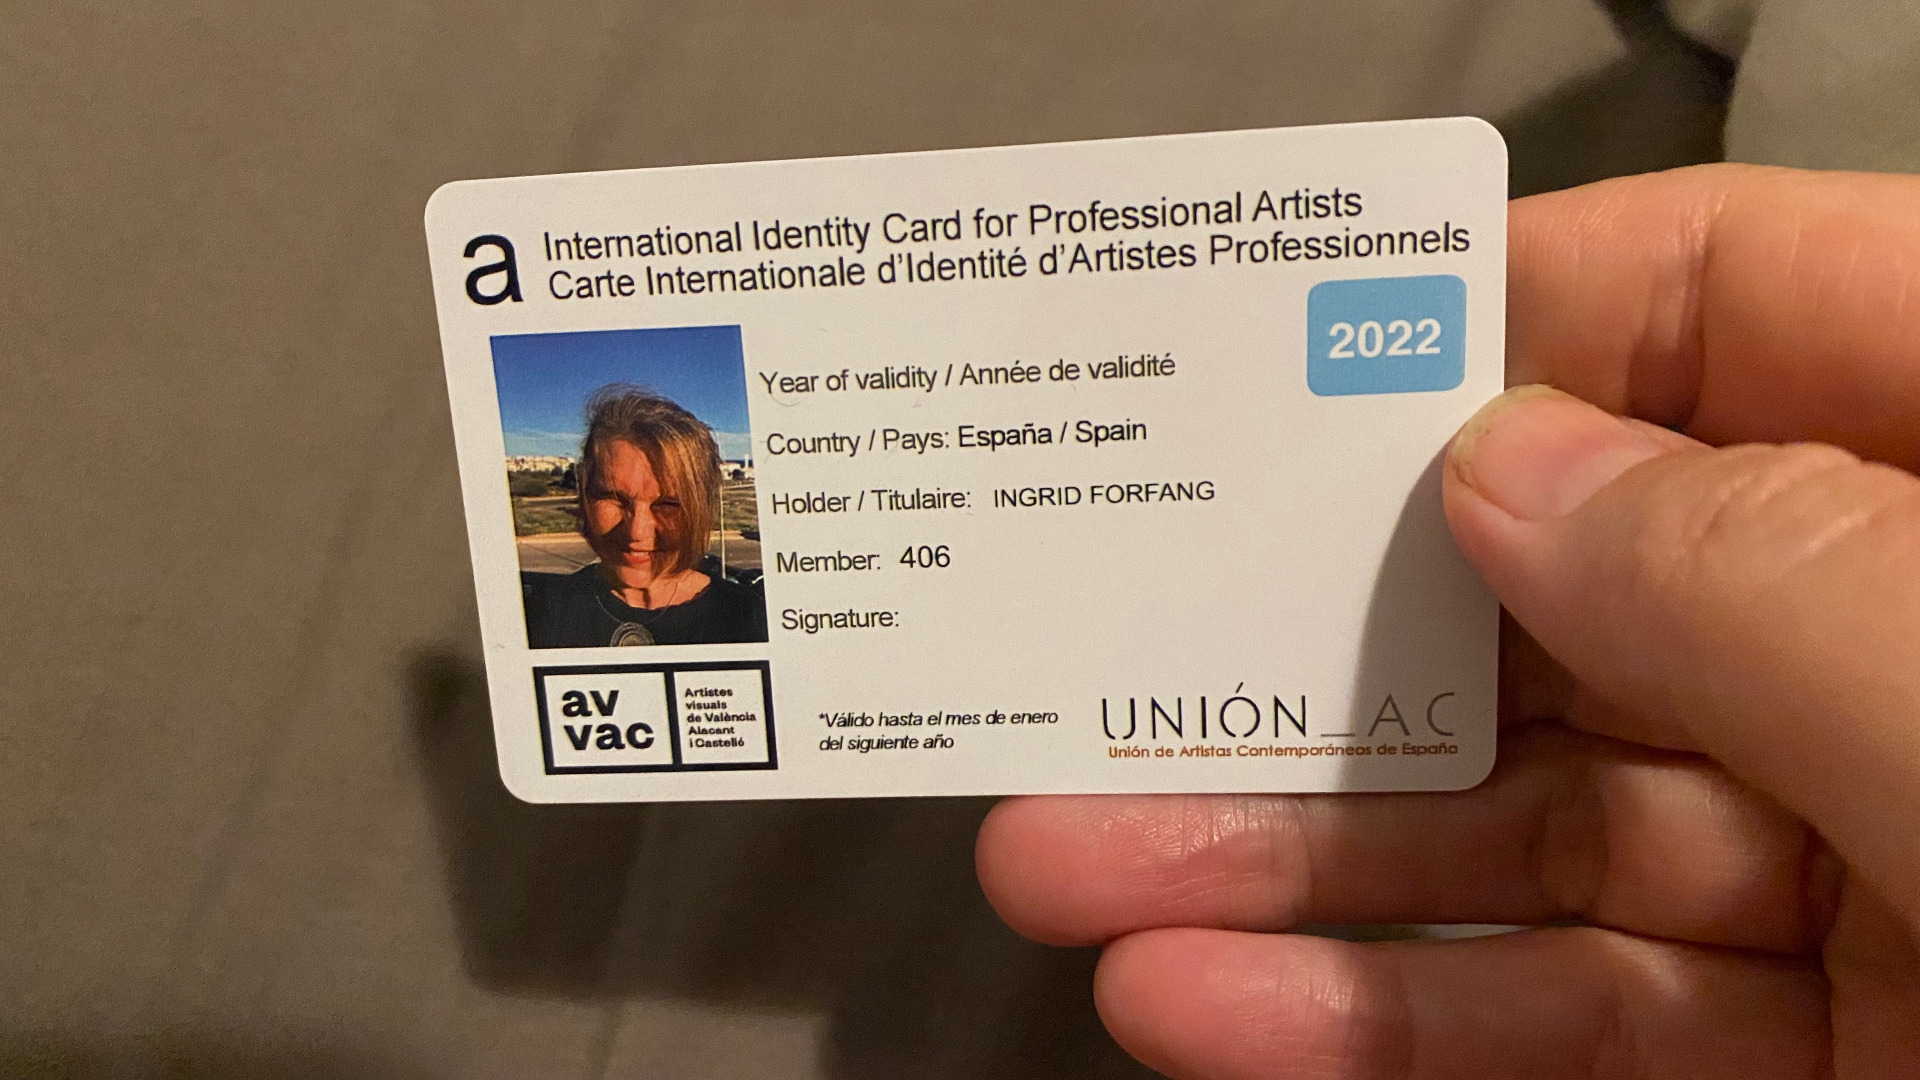 a
International Identity Card for Professional Artists
Carte Internationale d'Identité d'Artistes Professionnels
2022
Year of validity / Année de validité
Country / Pays: España / Spain
Holder / Titulaire: INGRID FORFANG
Member: 406
Signature:
av
vac
Artistes
visuals
de València
Alacant
i Castelló
*Válido hasta el mes de enero
del siguiente año
UNIÓN_AC
Unión de Artistas Contemporáneos de España